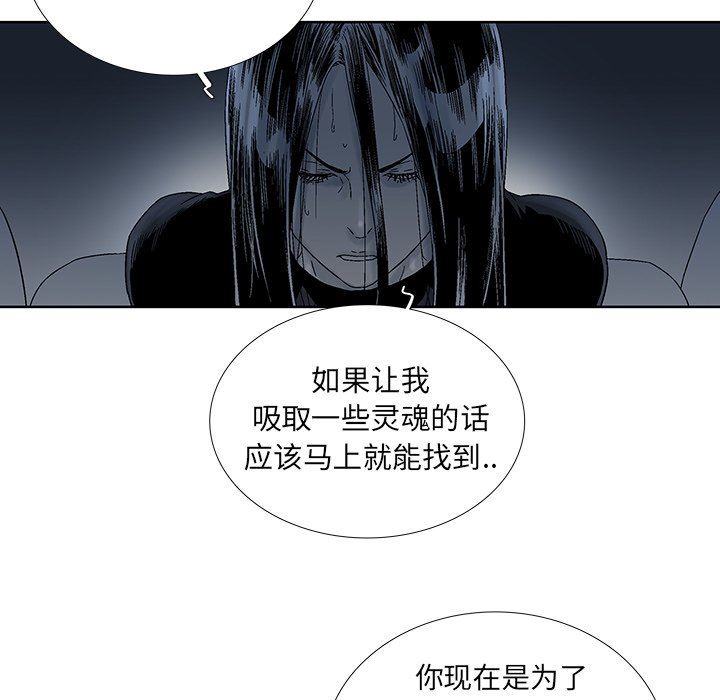 如果让我
吸取一些灵魂的话
应该马上就能找到..
你现在是为了